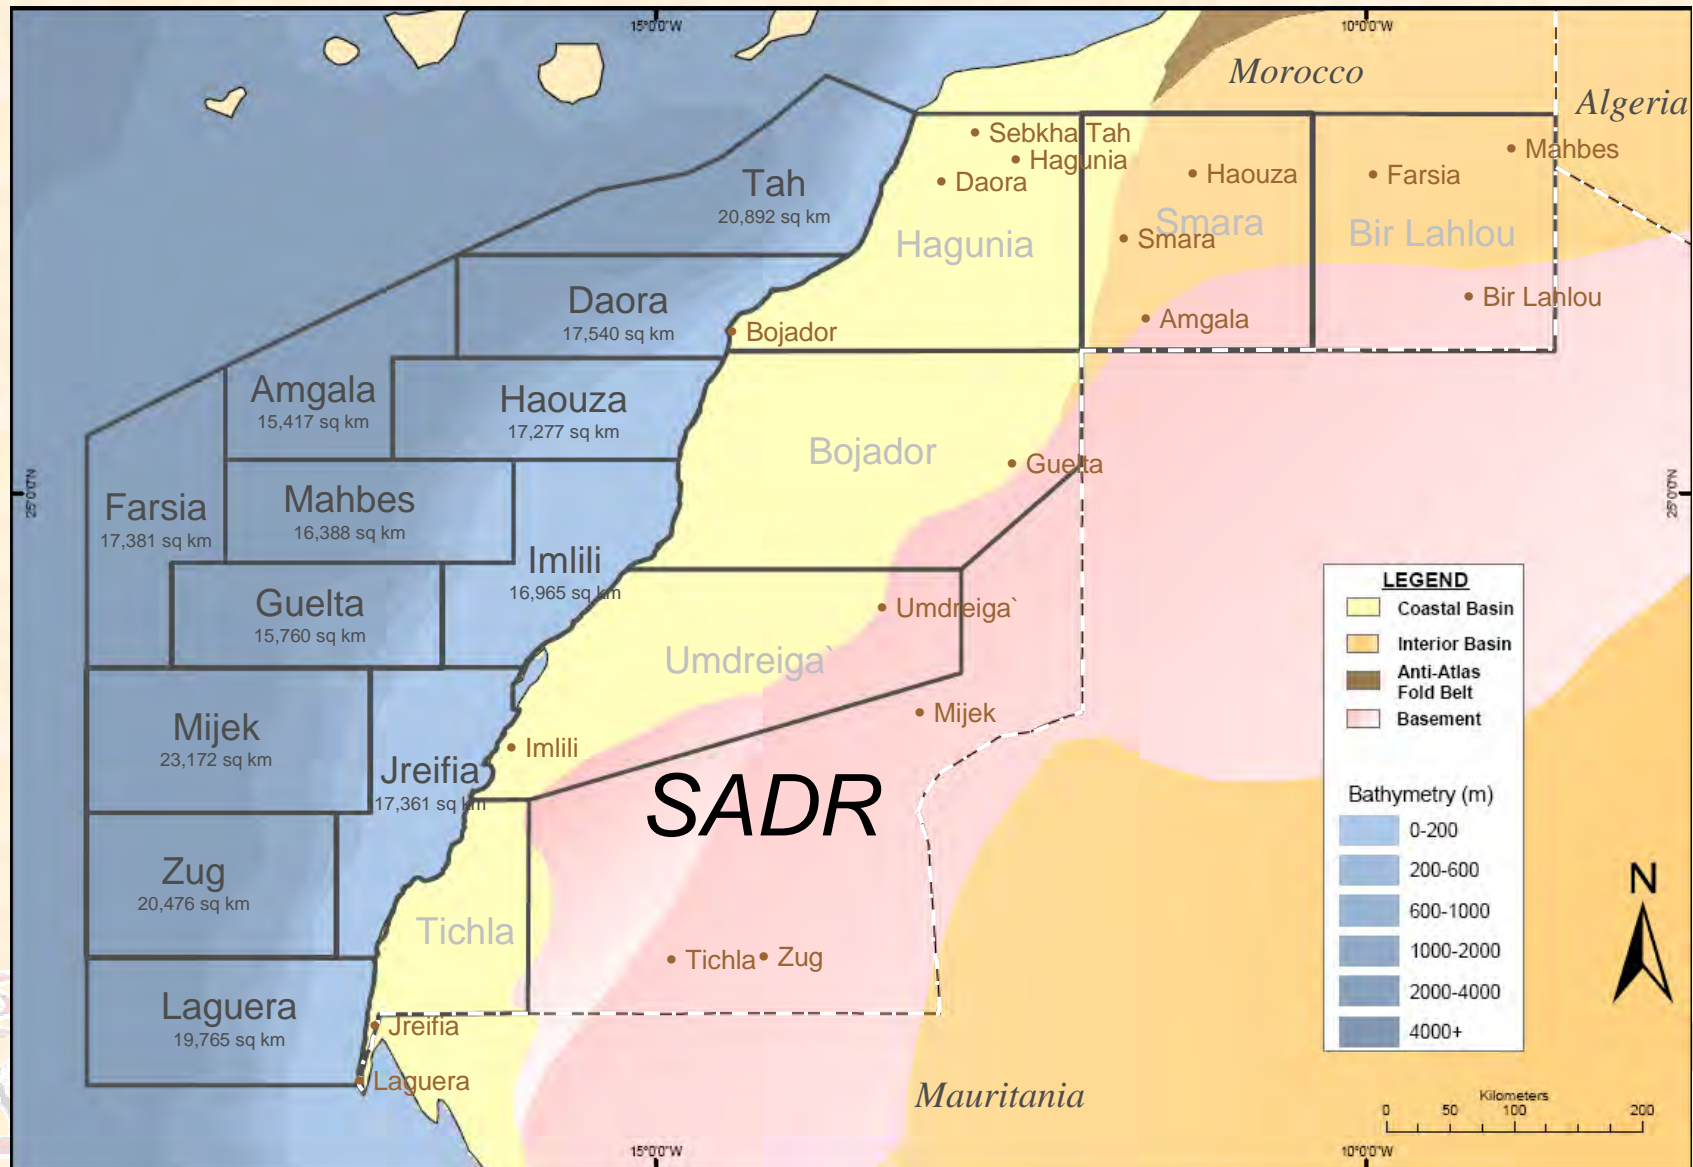 15°0'0"W
10°0'0"W
Morocco
Algeria
Sebkha Tah
Hagunia
Mahbes
Haouza
Farsia
Daora
Tah
20,892 sq km
Smara
Bir Lahlou
Hagunia
Smara
Daora
17,540 sq km
Bir Lahlou
Amgala
Bojador
Amgala
15,417 sq km
Haouza
17,277 sq km
Bojador
Guelta
25°0'0"N
25°0'0"N
Mahbes
16,388 sq km
Farsia
17,381 sq km
Imlili
16,965 sq km
Guelta
15,760 sq km
Umdreiga`
Umdreiga`
Mijek
Mijek
23,172 sq km
Imlili
Jreifia
17,361 sq km
SADR
Zug
20,476 sq km
Tichla
Tichla
Zug
Laguera
19,765 sq km
Jreifia
Laguera
Mauritania
LEGEND
Coastal Basin
Interior Basin
Anti-Atlas
Fold Belt
Basement
Bathymetry (m)
0-200
200-600
600-1000
1000-2000
2000-4000
4000+
N
Kilometers
0 50 100 200
15°0'0"W
10°0'0"W